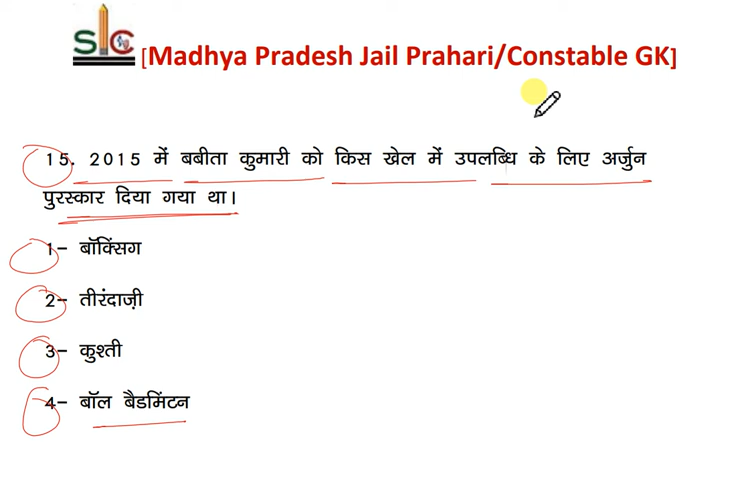 SLC
[Madhya Pradesh Jail Prahari/Constable GK]
15. 2015 में बबीता कुमारी को किस खेल में उपलब्धि के लिए अर्जुन
पुरस्कार दिया गया था।
1- बॉक्सिंग
2- तीरंदाज़ी
3- कुश्ती
4- बॉल बैडमिंटन